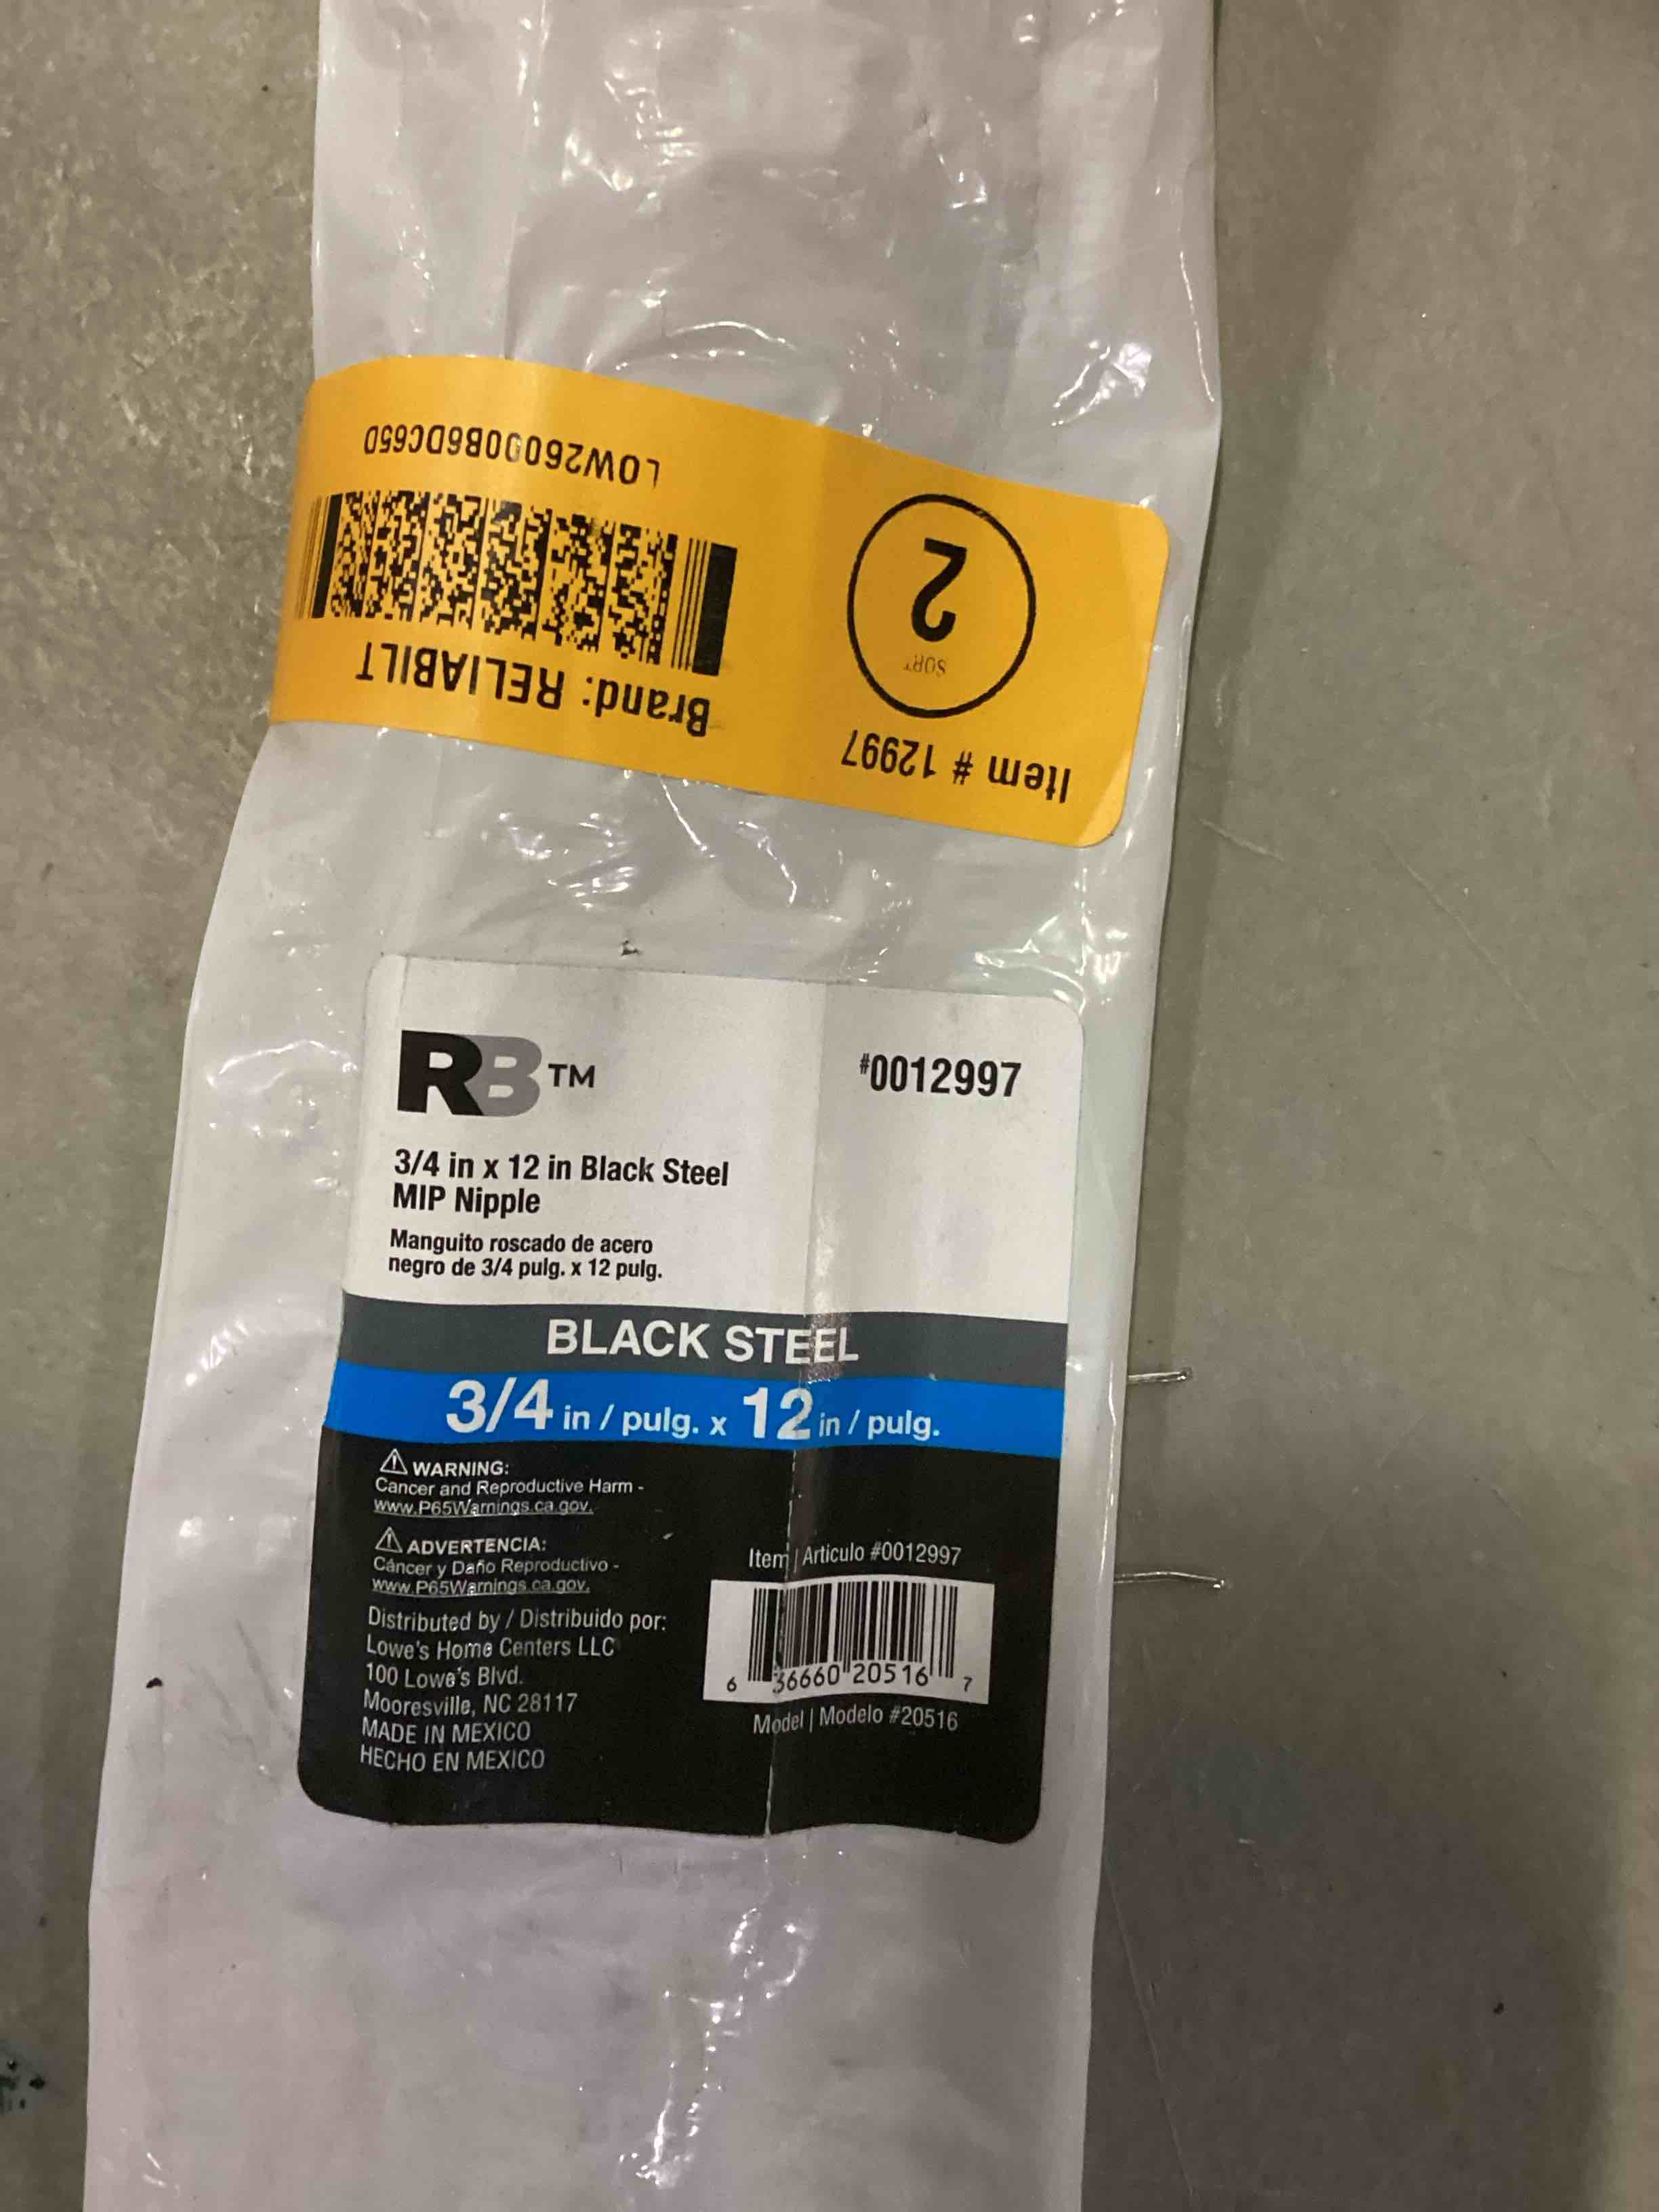 LOW26000B6DC65D
Brand: RELIABILT
SORT
2
Item # 12997
RB™
#0012997
3/4 in x 12 in Black Steel
MIP Nipple
Manguito roscado de acero
negro de 3/4 pulg. x 12 pulg.
BLACK STEEL
3/4 in / pulg. x 12 in / pulg.
WARNING:
Cancer and Reproductive Harm -
www.P65Warnings.ca.gov.
ADVERTENCIA:
Cáncer y Daño Reproductivo -
www.P65Warnings.ca.gov.
Distributed by / Distribuido por:
Lowe's Home Centers LLC
100 Lowe's Blvd.
Mooresville, NC 28117
MADE IN MEXICO
HECHO EN MEXICO
Item | Articulo #0012997
6 36660 20516 7
Model | Modelo #20516